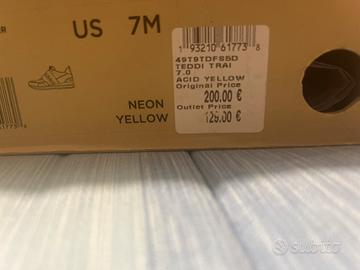 US 7M
NEON
YELLOW
1 93210 61773 8
49T9TDFS5D
TEDDI TRAI
7.0
ACID YELLOW
Original Price
200.00 €
Outlet Price
129.00 €
subito